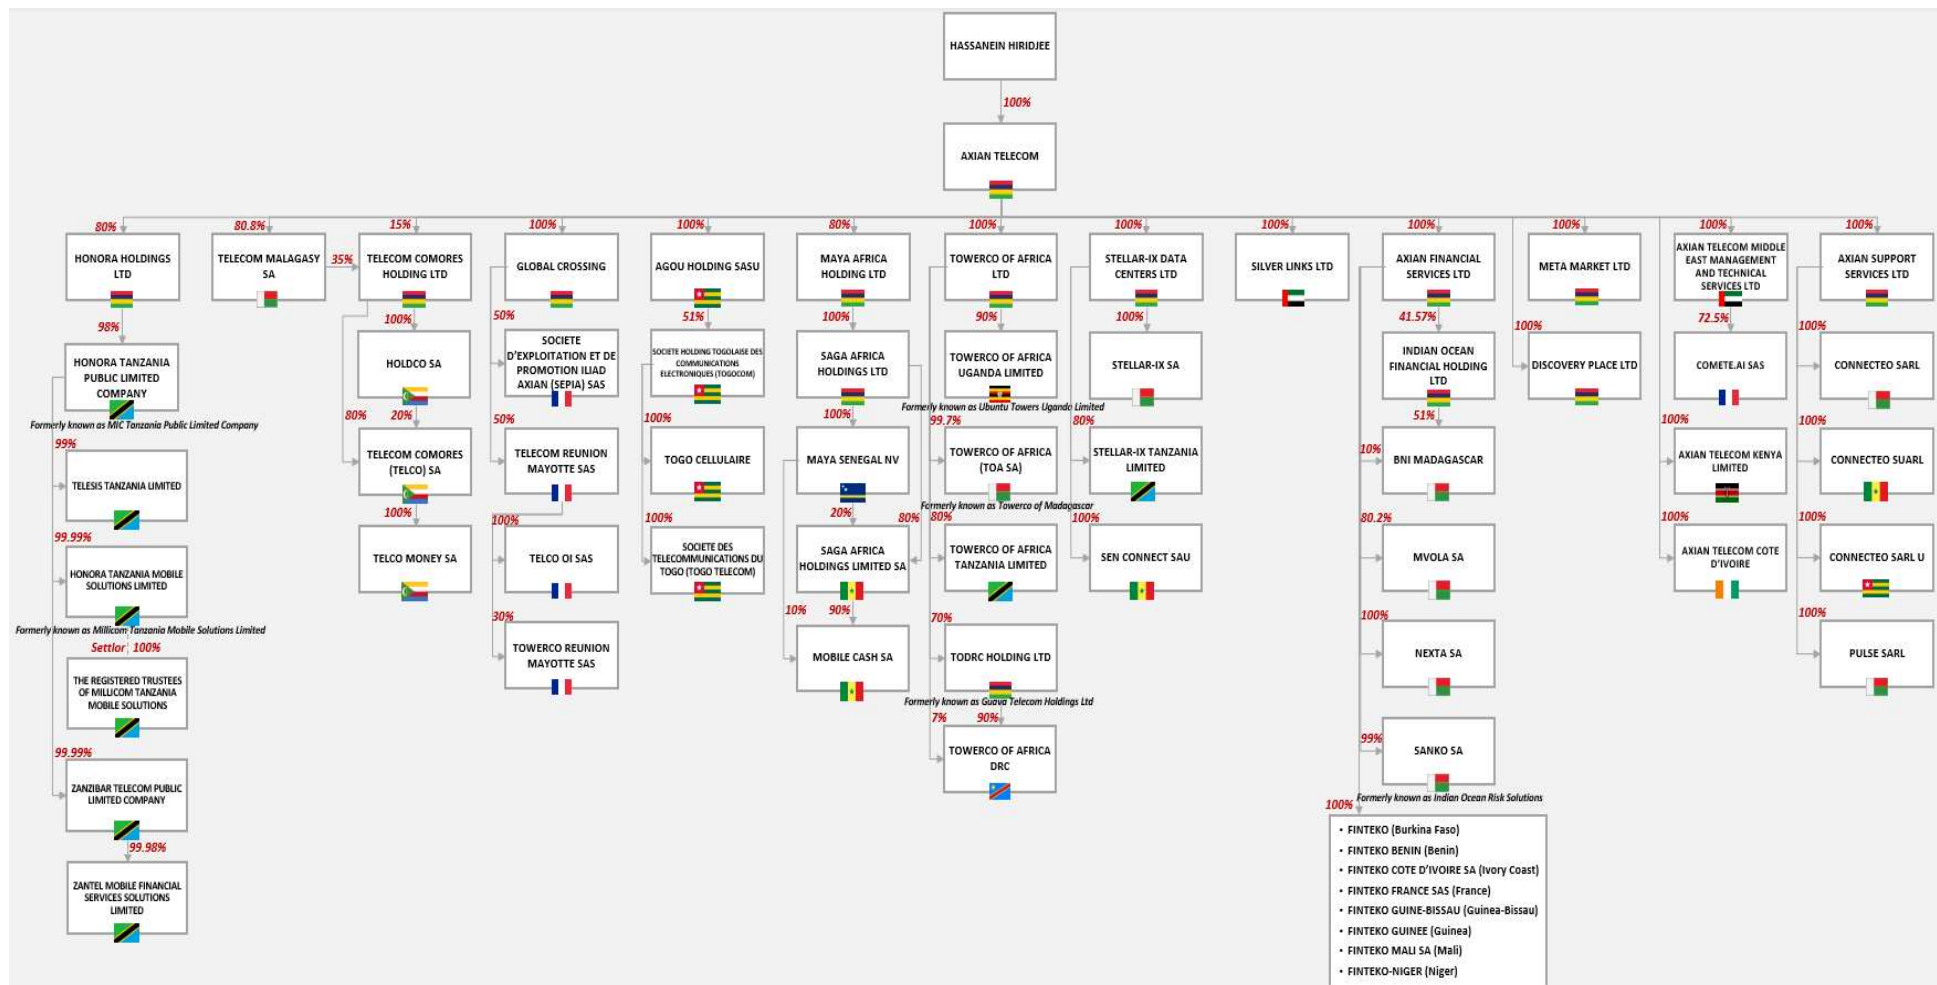 HASSANEIN HIRIDJEE
100%
AXIAN TELECOM
80%
HONORA HOLDINGS
LTD
98%
HONORA TANZANIA
PUBLIC LIMITED
COMPANY
Formerly known as MIC Tanzania Public Limited Company
99%
TELESIS TANZANIA LIMITED
99.99%
HONORA TANZANIA MOBILE
SOLUTIONS LIMITED
Formerly known as Millicom Tanzania Mobile Solutions Limited
Settlor 100%
THE REGISTERED TRUSTEES
OF MILLICOM TANZANIA
MOBILE SOLUTIONS
99.99%
ZANZIBAR TELECOM PUBLIC
LIMITED COMPANY
99.98%
ZANTEL MOBILE FINANCIAL
SERVICES SOLUTIONS
LIMITED
80.8%
TELECOM MALAGASY
SA
35%
15%
TELECOM COMORES
HOLDING LTD
100%
HOLDCO SA
80%
20%
TELECOM COMORES
(TELCO) SA
100%
TELCO MONEY SA
100%
GLOBAL CROSSING
50%
SOCIETE
D'EXPLOITATION ET DE
PROMOTION ILIAD
AXIAN (SEPIA) SAS
50%
TELECOM REUNION
MAYOTTE SAS
100%
TELCO OI SAS
30%
TOWERCO REUNION
MAYOTTE SAS
100%
AGOU HOLDING SASU
51%
SOCIETE HOLDING TOGOLAISE DES
COMMUNICATIONS
ELECTRONIQUES (TOGOCOM)
100%
TOGO CELLULAIRE
100%
SOCIETE DES
TELECOMMUNICATIONS DU
TOGO (TOGO TELECOM)
80%
MAYA AFRICA
HOLDING LTD
100%
SAGA AFRICA
HOLDINGS LTD
100%
MAYA SENEGAL NV
20%
80%
SAGA AFRICA
HOLDINGS LIMITED SA
10%
90%
MOBILE CASH SA
100%
TOWERCO OF AFRICA
LTD
90%
TOWERCO OF AFRICA
UGANDA LIMITED
Formerly known as Ubuntu Towers Uganda Limited
99.7%
TOWERCO OF AFRICA
(TOA SA)
Formerly known as Towerco of Madagascar
80%
TOWERCO OF AFRICA
TANZANIA LIMITED
70%
TODRC HOLDING LTD
Formerly known as Guava Telecom Holdings Ltd
7%
90%
TOWERCO OF AFRICA
DRC
100%
STELLAR-IX DATA
CENTERS LTD
100%
STELLAR-IX SA
80%
STELLAR-IX TANZANIA
LIMITED
100%
SEN CONNECT SAU
100%
SILVER LINKS LTD
100%
AXIAN FINANCIAL
SERVICES LTD
41.57%
INDIAN OCEAN
FINANCIAL HOLDING
LTD
51%
10%
BNI MADAGASCAR
80.2%
MVOLA SA
100%
NEXTA SA
99%
SANKO SA
Formerly known as Indian Ocean Risk Solutions
100%
• FINTEKO (Burkina Faso)
• FINTEKO BENIN (Benin)
• FINTEKO COTE D'IVOIRE SA (Ivory Coast)
• FINTEKO FRANCE SAS (France)
• FINTEKO GUINE-BISSAU (Guinea-Bissau)
• FINTEKO GUINEE (Guinea)
• FINTEKO MALI SA (Mali)
• FINTEKO-NIGER (Niger)
100%
META MARKET LTD
100%
DISCOVERY PLACE LTD
100%
AXIAN TELECOM MIDDLE
EAST MANAGEMENT
AND TECHNICAL
SERVICES LTD
72.5%
COMETE.AI SAS
100%
AXIAN TELECOM KENYA
LIMITED
100%
AXIAN TELECOM COTE
D'IVOIRE
100%
AXIAN SUPPORT
SERVICES LTD
100%
CONNECTEO SARL
100%
CONNECTEO SUARL
100%
CONNECTEO SARL U
100%
PULSE SARL